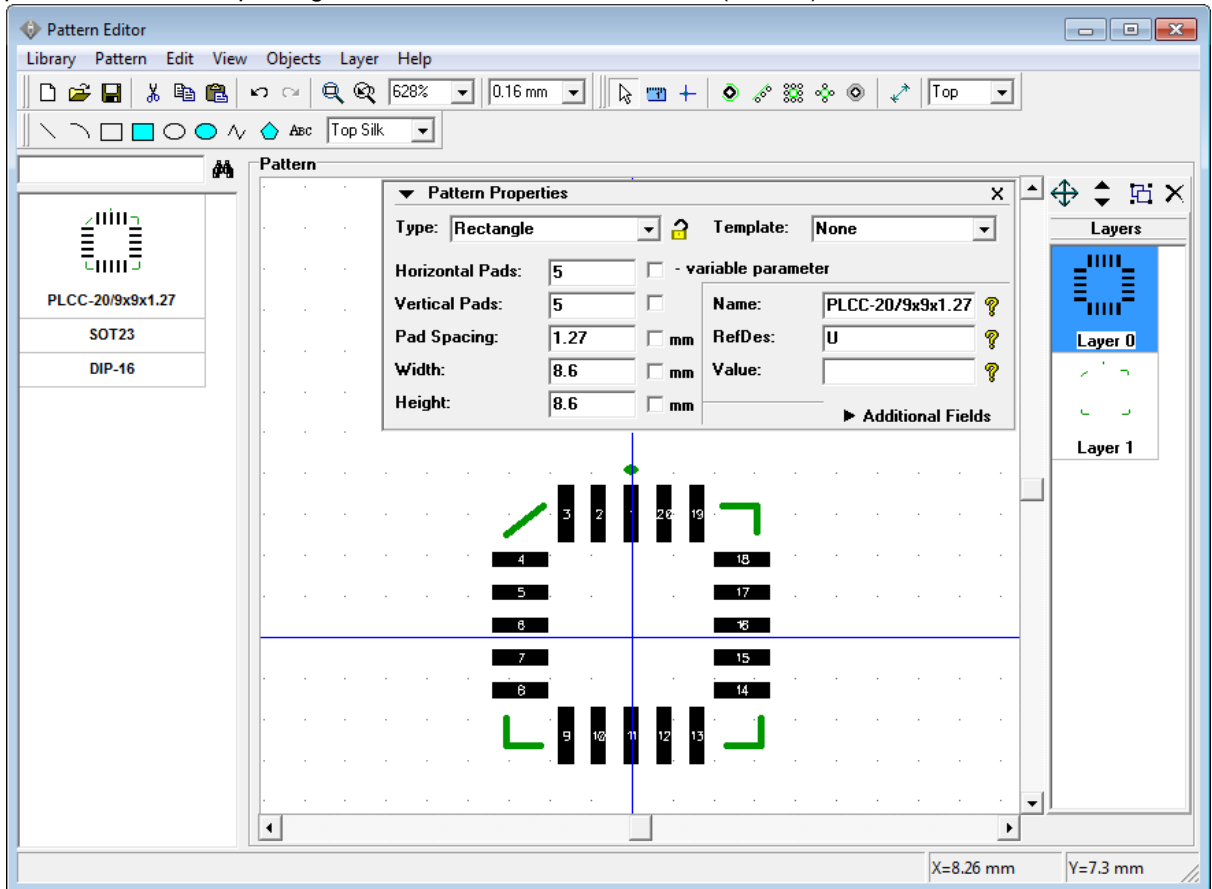 Pattern Editor
Library Pattern Edit View Objects Layer Help
628% 0.16 mm Top
ABC Top Silk
Pattern
PLCC-20/9x9x1.27
SOT23
DIP-16
Pattern Properties X
Type: Rectangle Template: None
Horizontal Pads: 5 - variable parameter
Vertical Pads: 5 Name: PLCC-20/9x9x1.27
Pad Spacing: 1.27 mm RefDes: U
Width: 8.6 mm Value:
Height: 8.6 mm
Additional Fields
Layers
Layer 0
Layer 1
3 2 1 20 19
4 18
5 17
6 16
7 15
8 14
9 10 11 12 13
X=8.26 mm Y=7.3 mm